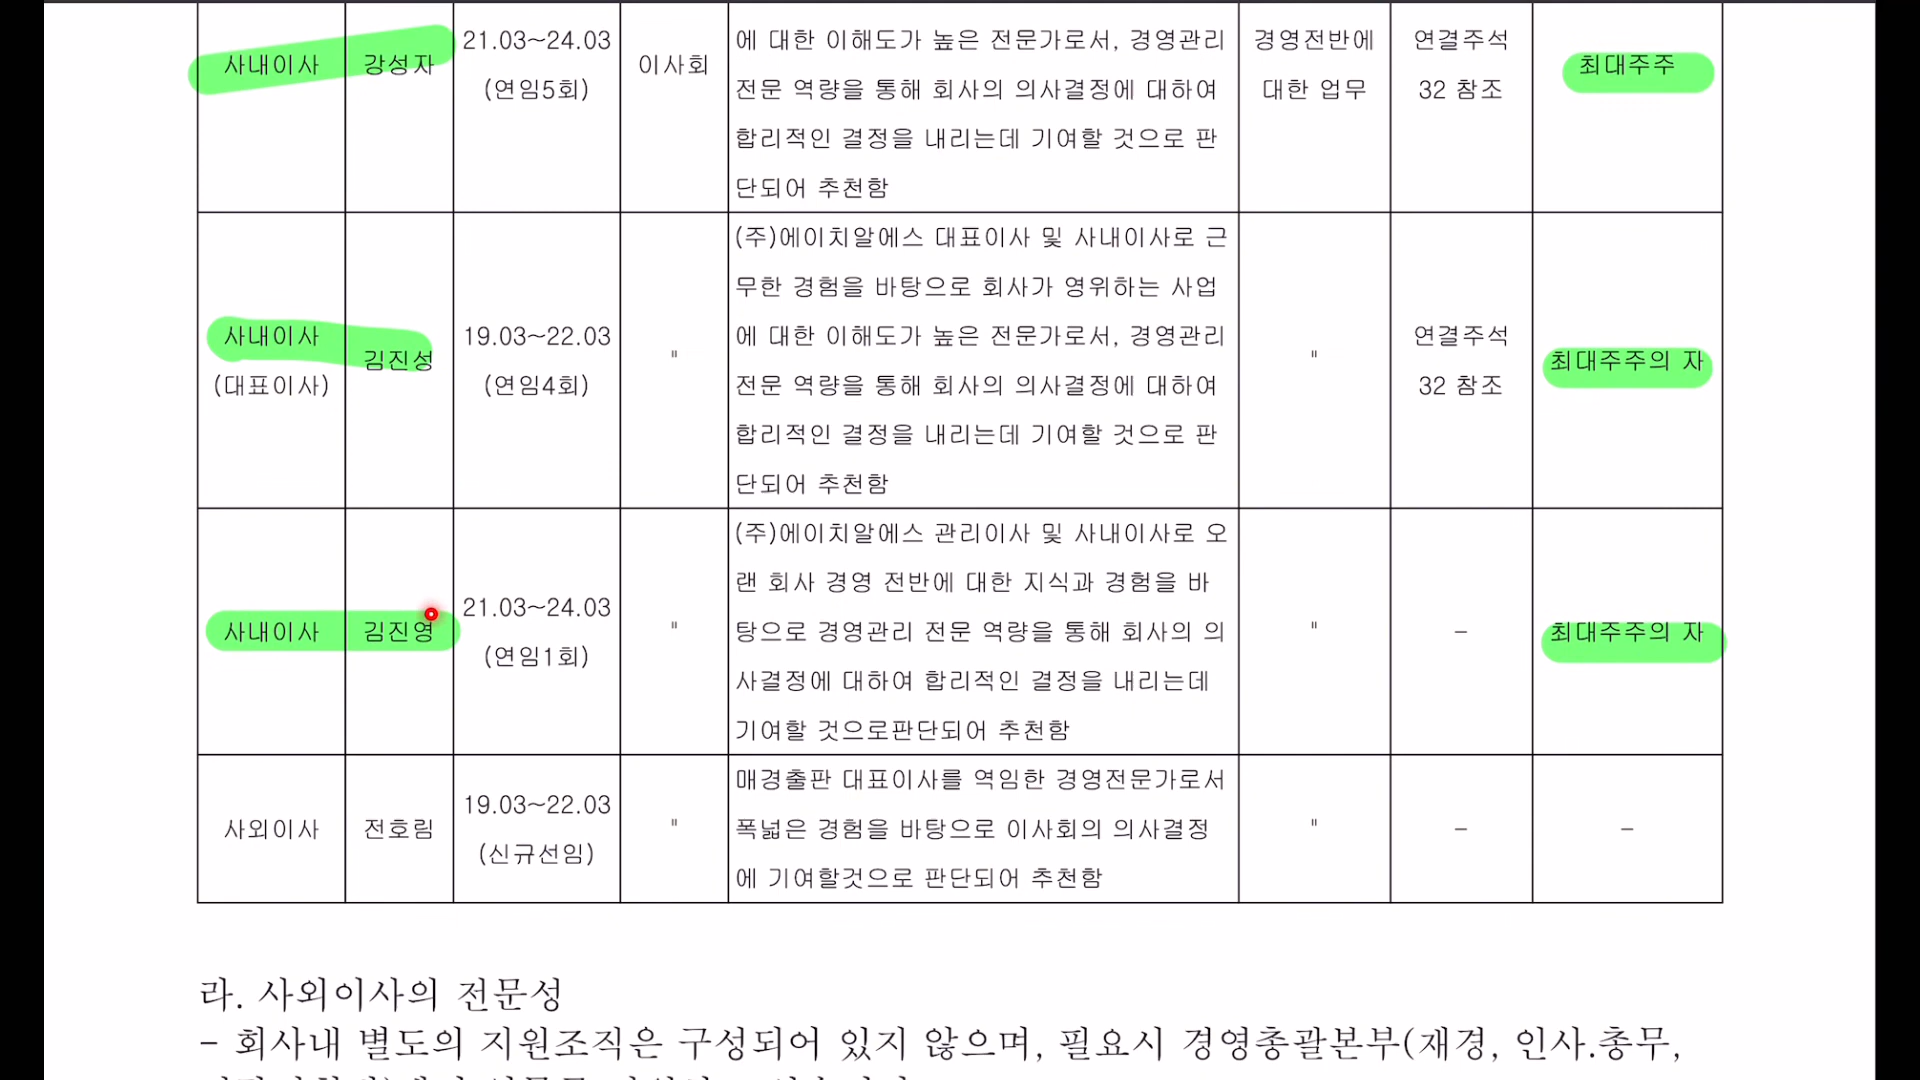 사내이사
강성자
21.03~24.03
(연임5회)
이사회
에 대한 이해도가 높은 전문가로서, 경영관리
전문 역량을 통해 회사의 의사결정에 대하여
합리적인 결정을 내리는데 기여할 것으로 판
단되어 추천함
경영전반에
대한 업무
연결주석
32 참조
최대주주
사내이사
(대표이사)
김진성
19.03~22.03
(연임4회)
"
(주)에이치알에스 대표이사 및 사내이사로 근
무한 경험을 바탕으로 회사가 영위하는 사업
에 대한 이해도가 높은 전문가로서, 경영관리
전문 역량을 통해 회사의 의사결정에 대하여
합리적인 결정을 내리는데 기여할 것으로 판
단되어 추천함
"
연결주석
32 참조
최대주주의 자
사내이사
김진영
21.03~24.03
(연임1회)
"
(주)에이치알에스 관리이사 및 사내이사로 오
랜 회사 경영 전반에 대한 지식과 경험을 바
탕으로 경영관리 전문 역량을 통해 회사의 의
사결정에 대하여 합리적인 결정을 내리는데
기여할 것으로판단되어 추천함
"
–
최대주주의 자
사외이사
전호림
19.03~22.03
(신규선임)
"
매경출판 대표이사를 역임한 경영전문가로서
폭넓은 경험을 바탕으로 이사회의 의사결정
에 기여할것으로 판단되어 추천함
"
–
–
라. 사외이사의 전문성
- 회사내 별도의 지원조직은 구성되어 있지 않으며, 필요시 경영총괄본부(재경, 인사.총무,